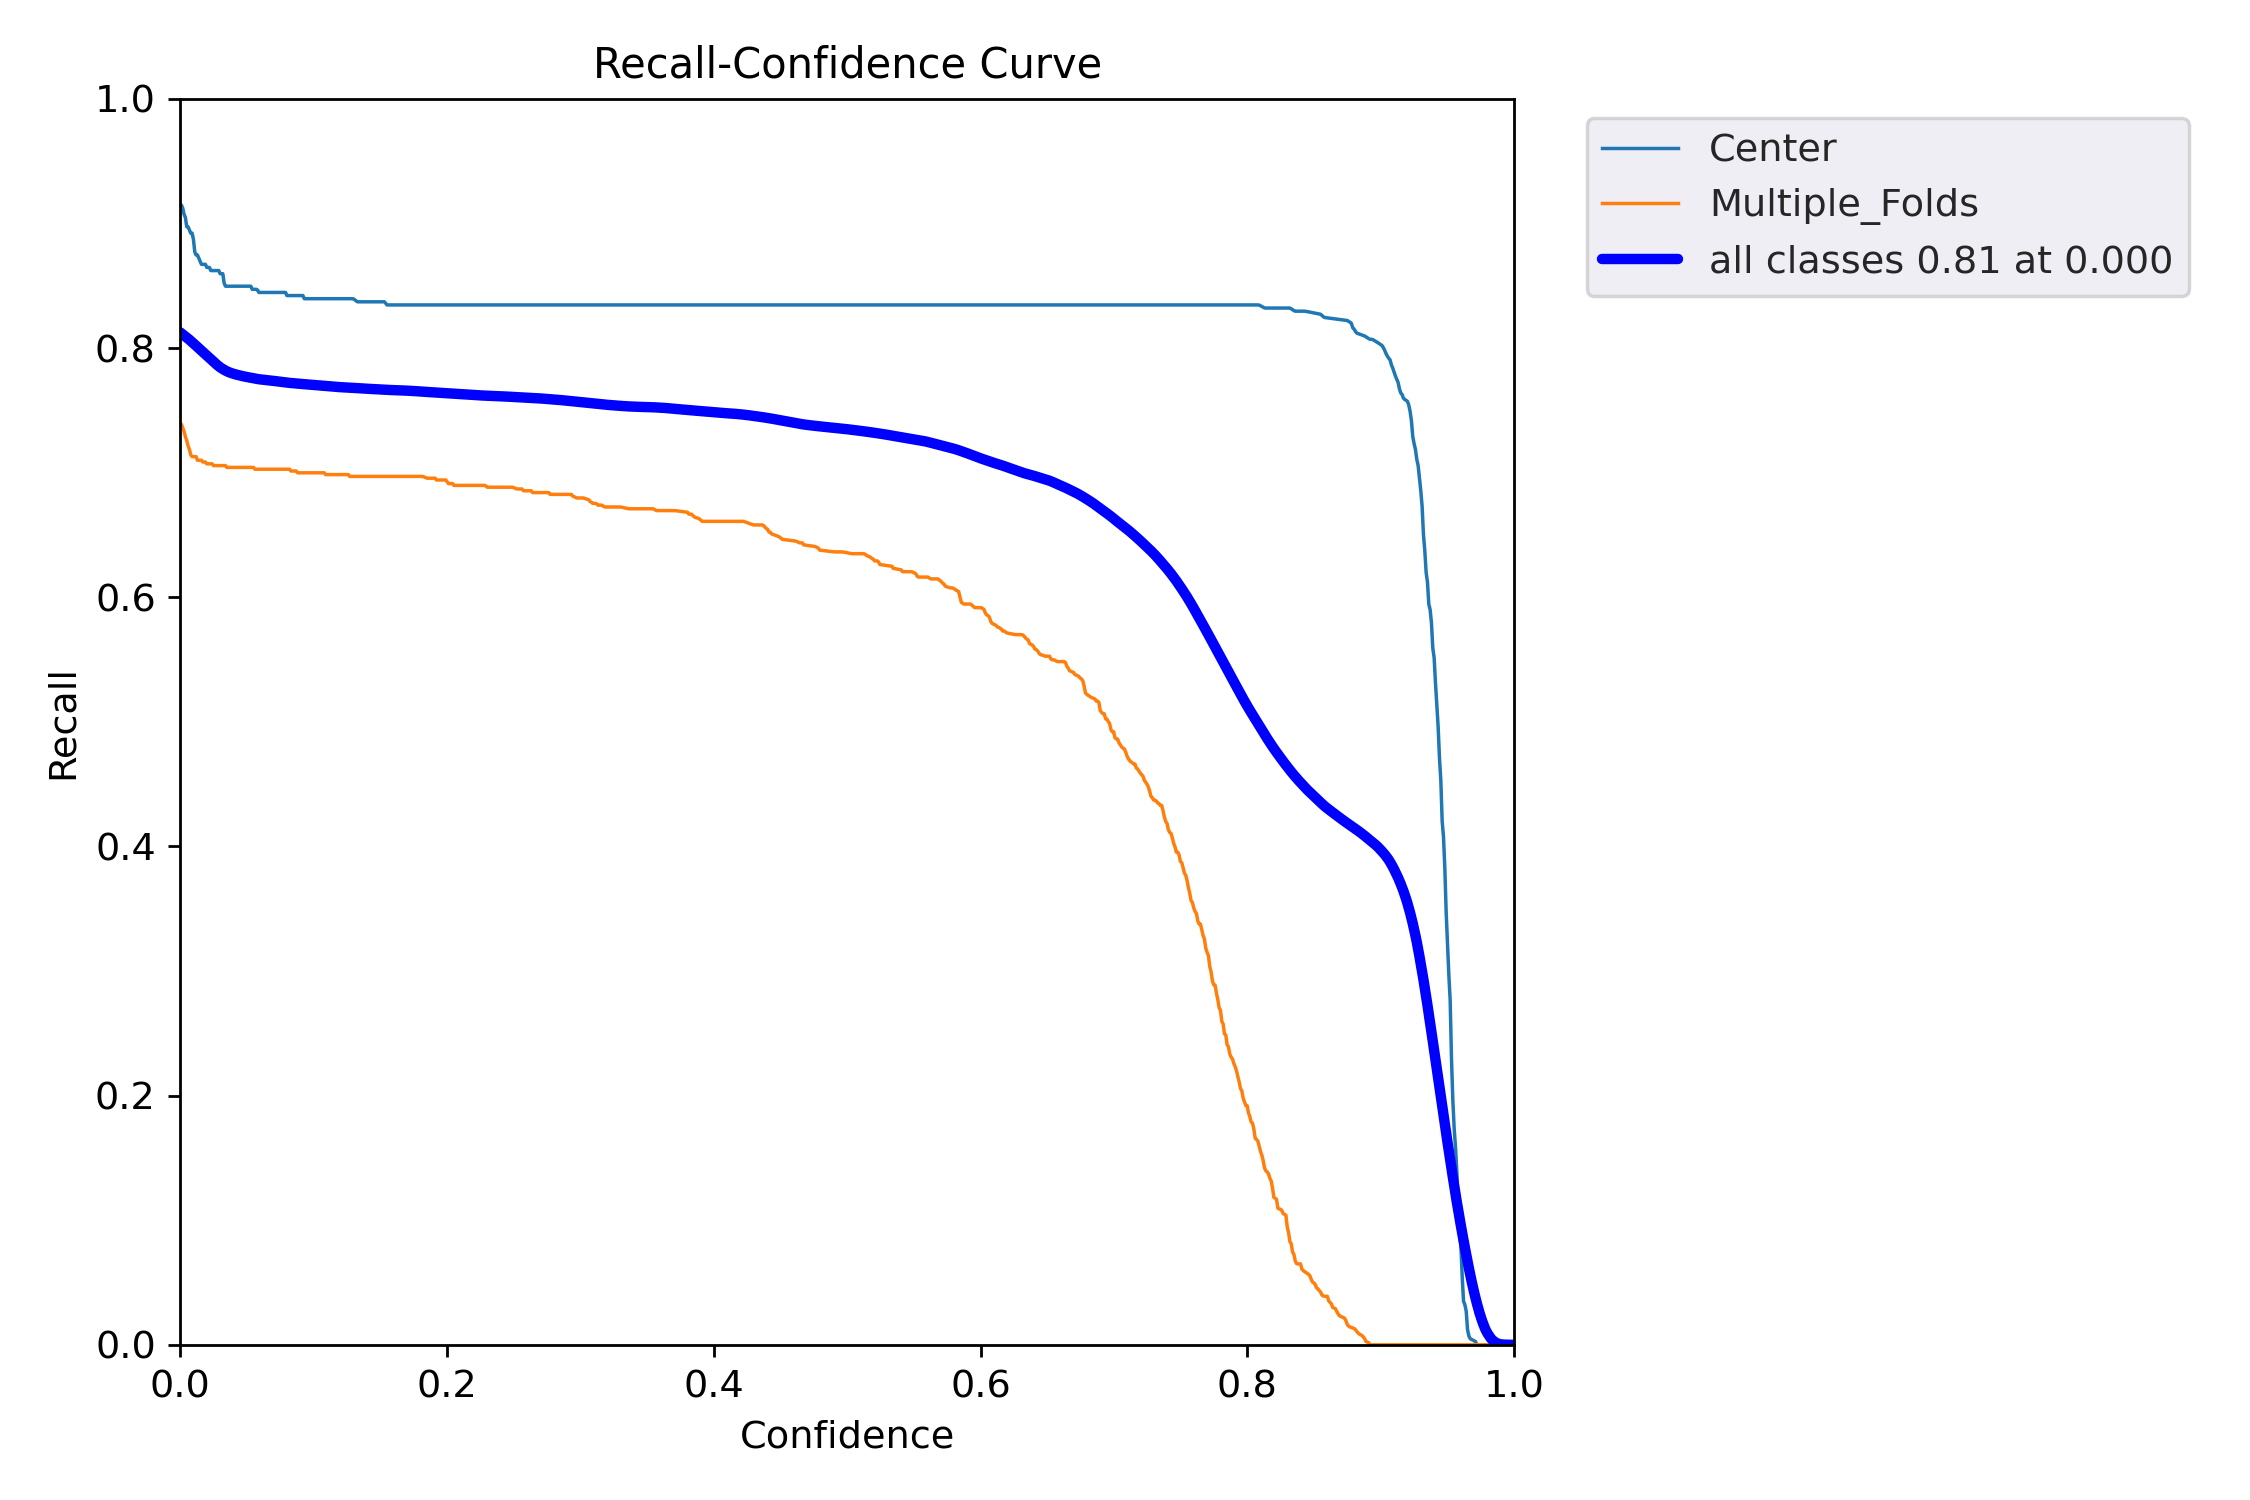 Recall-Confidence Curve
1.0
0.8
0.6
0.4
0.2
0.0
Recall
0.0 0.2 0.4 0.6 0.8 1.0
Confidence
Center
Multiple_Folds
all classes 0.81 at 0.000